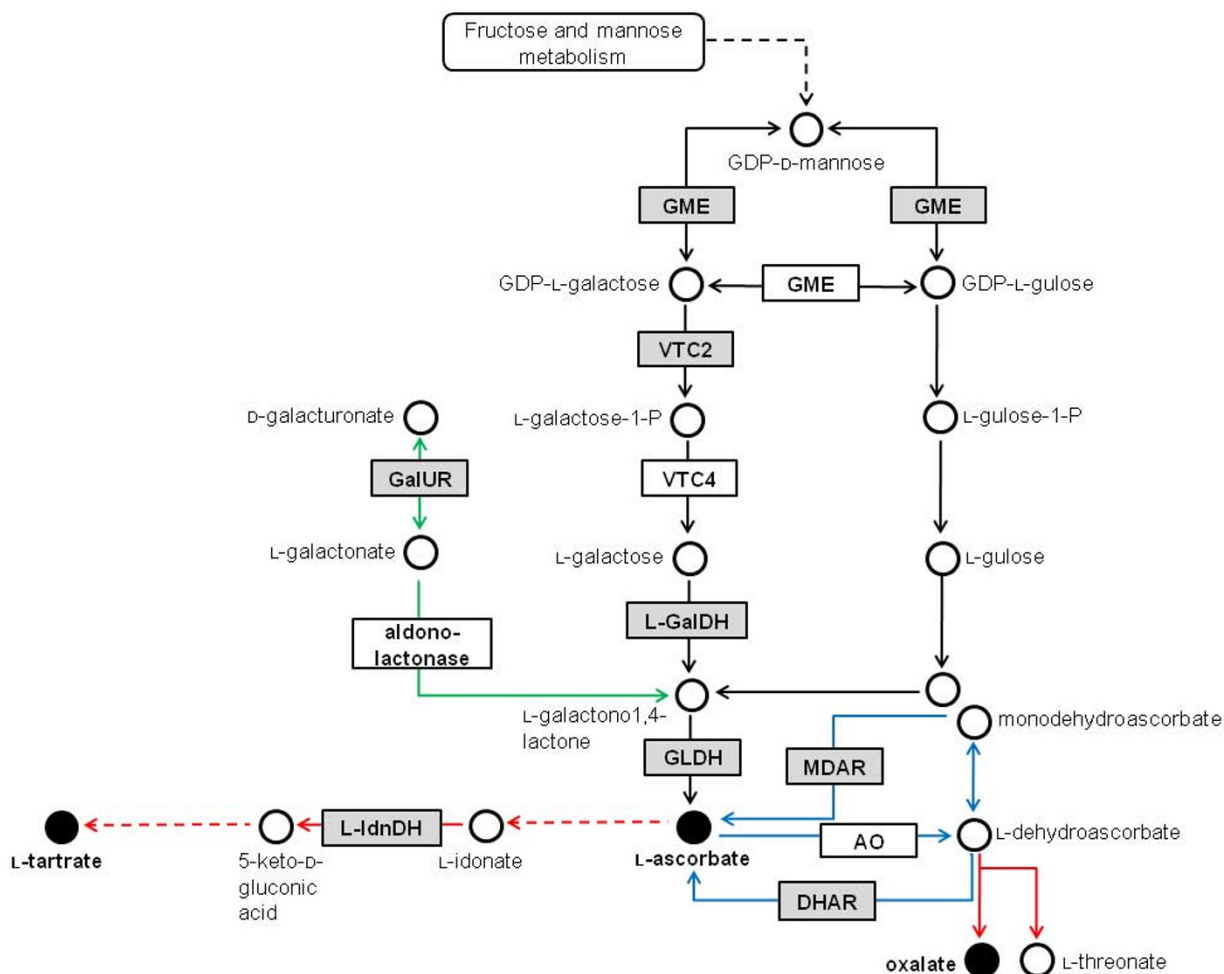 Fructose and mannose
metabolism
GDP-D-mannose
GME
GME
GDP-L-galactose
GME
GDP-L-gulose
VTC2
D-galacturonate
L-galactose-1-P
L-gulose-1-P
GalUR
VTC4
L-galactonate
L-galactose
L-gulose
aldono-
lactonase
L-GalDH
L-galactono1,4-
lactone
monodehydroascorbate
GLDH
MDAR
L-IdnDH
L-tartrate
5-keto-D-
gluconic
acid
L-idonate
L-ascorbate
AO
L-dehydroascorbate
DHAR
oxalate
L-threonate